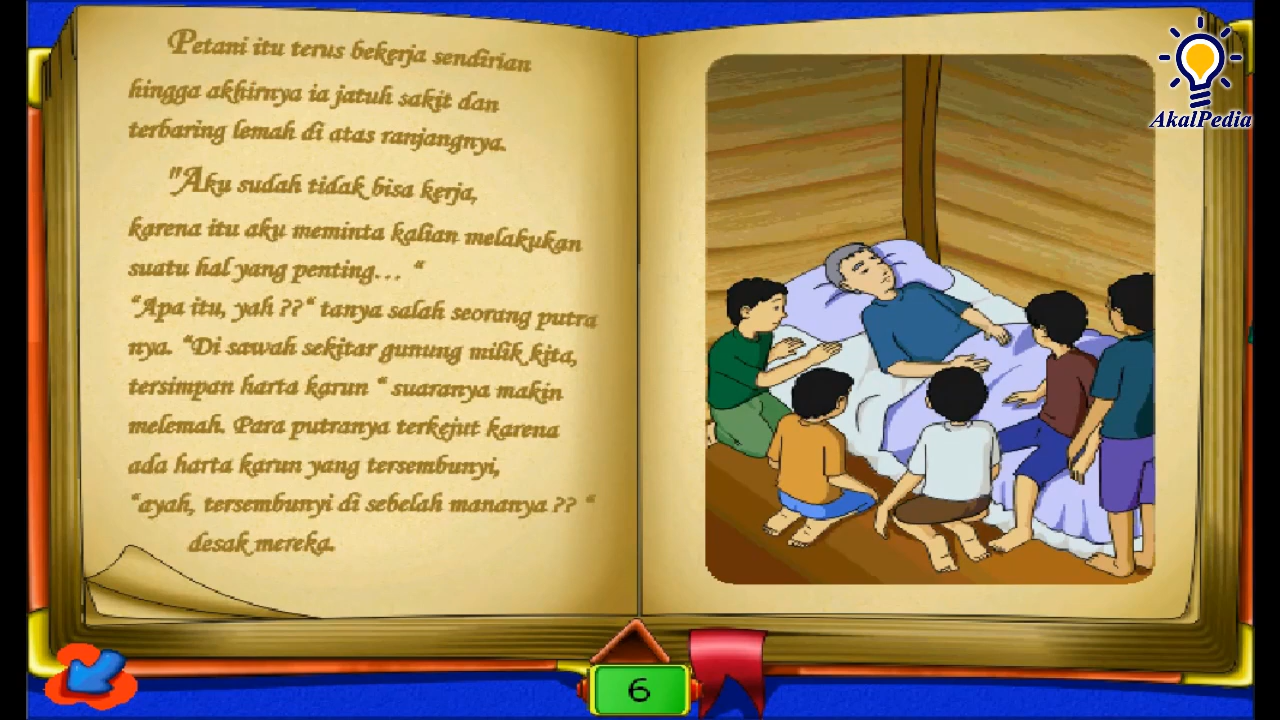 Petani itu terus bekerja sendirian
hingga akhirnya ia jatuh sakit dan
terbaring lemah di atas ranjangnya.
"Aku sudah tidak bisa kerja,
karena itu aku meminta kalian melakukan
suatu hal yang penting... "
"Apa itu, yah ??" tanya salah seorang putra
nya. "Di sawah sekitar gunung milik kita,
tersimpan harta karun " suaranya makin
melemah. Para putranya terkejut karena
ada harta karun yang tersembunyi,
"ayah, tersembunyi di sebelah mananya ?? "
desak mereka.
AkalPedia
6